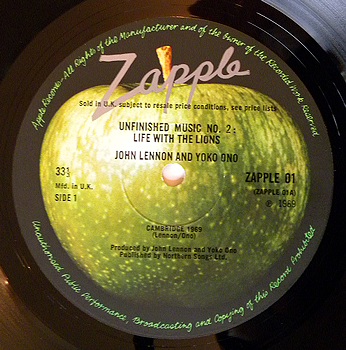 Apple Records—All Rights of the Manufacturer and of the Owner of the Recorded Work Reserved
Zapple
Sold in U.K. subject to resale price conditions, see price lists
UNFINISHED MUSIC NO. 2:
LIFE WITH THE LIONS
JOHN LENNON AND YOKO ONO
33⅓
Mfd. in U.K.
SIDE 1
ZAPPLE 01
(ZAPPLE 01A)
℗ 1969
CAMBRIDGE 1969
(Lennon/Ono)
Produced by John Lennon and Yoko Ono
Published by Northern Songs Ltd.
Unauthorised Public Performance, Broadcasting and Copying of this Record Prohibited